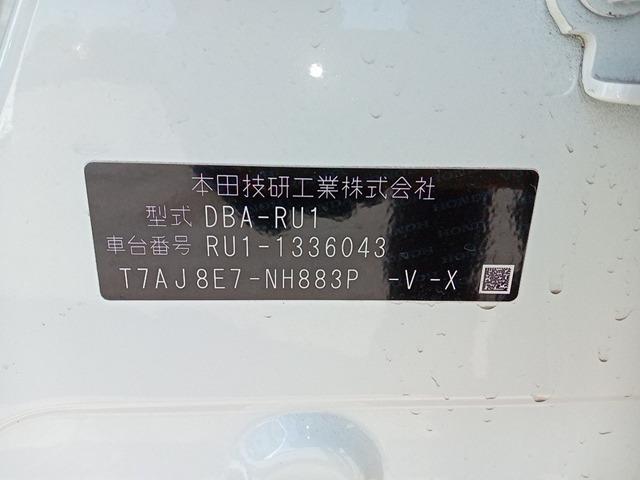 本田技研工業株式会社
型式 DBA-RU1
車台番号 RU1-1336043
T7AJ8E7-NH883P -V-X